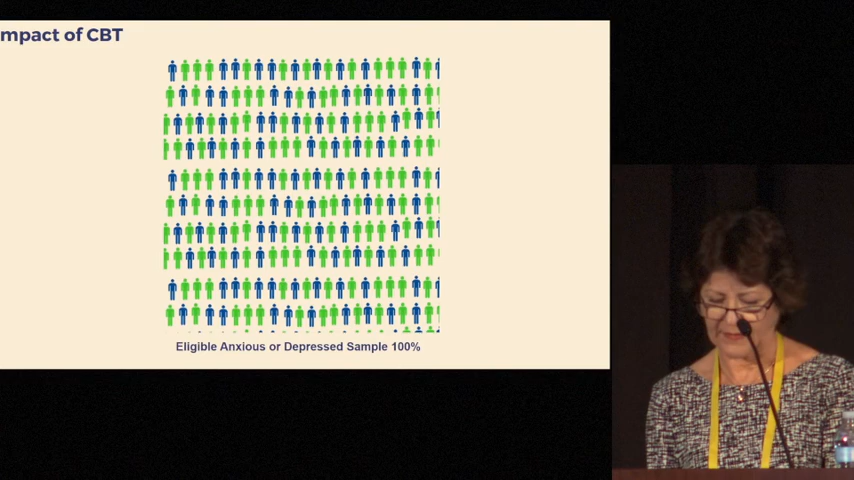 mpact of CBT
Eligible Anxious or Depressed Sample 100%